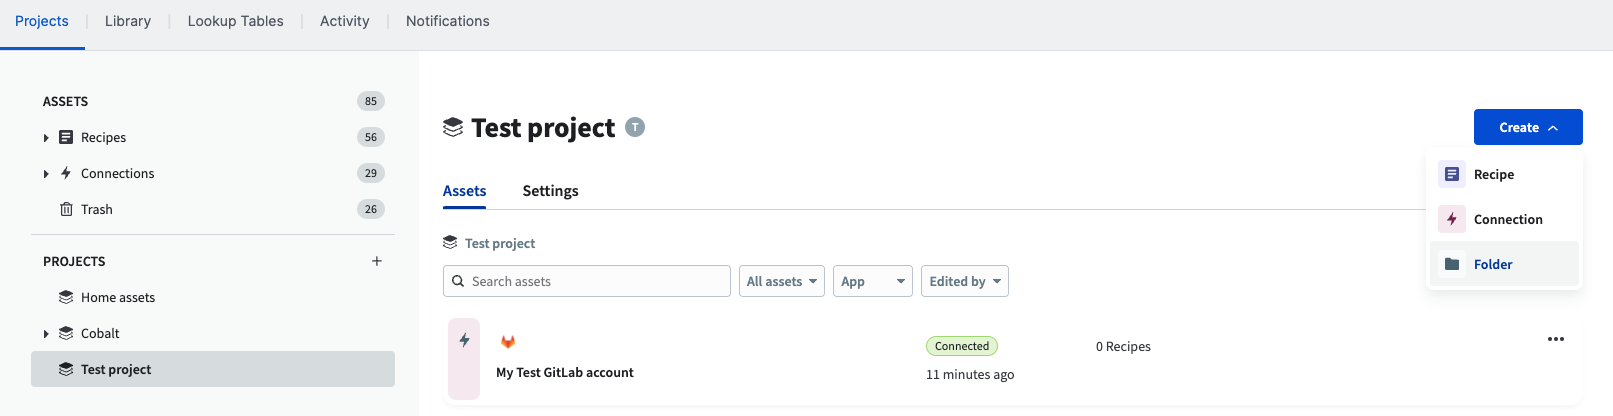 Projects
Library
Lookup Tables
Activity
Notifications
ASSETS 85
Recipes 56
Connections 29
Trash 26
PROJECTS +
Home assets
Cobalt
Test project
Test project T
Create
Recipe
Connection
Folder
Assets Settings
Test project
Search assets
All assets
App
Edited by
My Test GitLab account
Connected
11 minutes ago
0 Recipes